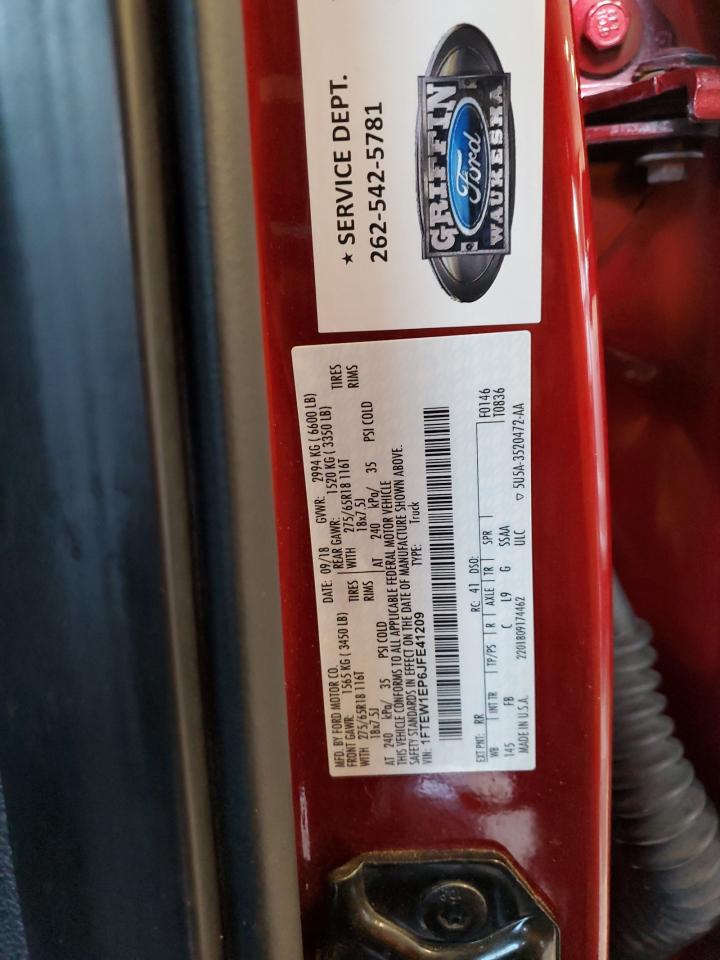 ★ SERVICE DEPT.
262-542-5781
GRIFFIN
Ford
WAUKESHA
MFD. BY FORD MOTOR CO. DATE: 09/18 GVWR: 2994 KG ( 6600 LB)
FRONT GAWR: 1565 KG ( 3450 LB) REAR GAWR: 1520 KG ( 3350 LB)
WITH 275/65R18 116T TIRES WITH 275/65R18 116T TIRES
18x7.5J RIMS 18x7.5J RIMS
AT 240 kPa/ 35 PSI COLD AT 240 kPa/ 35 PSI COLD
THIS VEHICLE CONFORMS TO ALL APPLICABLE FEDERAL MOTOR VEHICLE
SAFETY STANDARDS IN EFFECT ON THE DATE OF MANUFACTURE SHOWN ABOVE.
VIN: 1FTEW1EP6JFE41209 TYPE: Truck
EXT PNT: RR RC: 41 DSO: F0146
WB INT TR TP/PS R AXLE TR SPR T0836
145 FB C L9 G SSAA
MADE IN U.S.A. 2201809174462 ULC ▽ 5U5A-3520472-AA